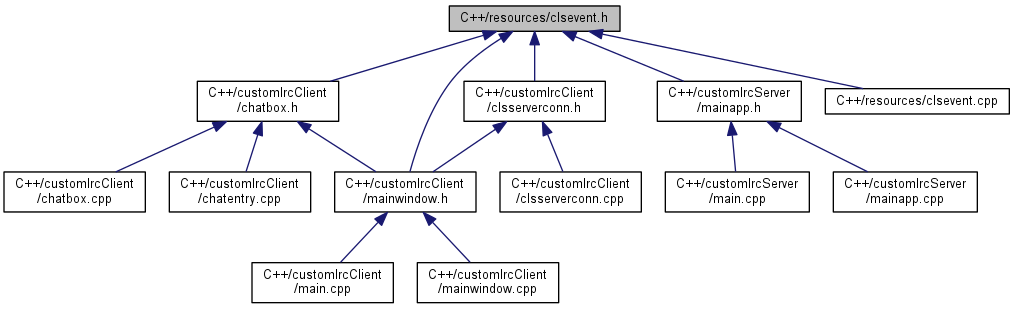 C++/resources/clsevent.h
C++/customIrcClient
/chatbox.h
C++/customIrcClient
/clsserverconn.h
C++/customIrcServer
/mainapp.h
C++/resources/clsevent.cpp
C++/customIrcClient
/chatbox.cpp
C++/customIrcClient
/chatentry.cpp
C++/customIrcClient
/mainwindow.h
C++/customIrcClient
/clsserverconn.cpp
C++/customIrcServer
/main.cpp
C++/customIrcServer
/mainapp.cpp
C++/customIrcClient
/main.cpp
C++/customIrcClient
/mainwindow.cpp